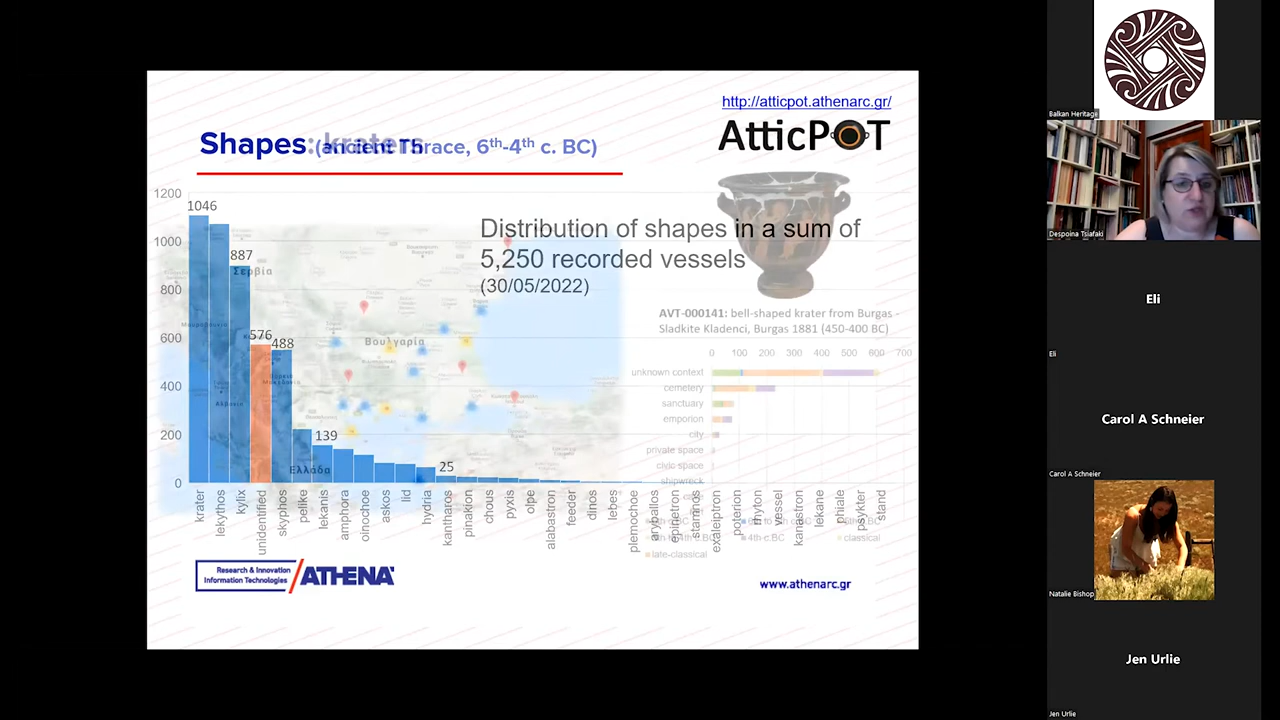 http://atticpot.athenarc.gr/
AtticPOT
Shapes: kraters
(ancient Thrace, 6th-4th c. BC)
Distribution of shapes in a sum of
5,250 recorded vessels
(30/05/2022)
AVT-000141: bell-shaped krater from Burgas -
Sladkite Kladenci, Burgas 1881 (450-400 BC)
1200
1000
800
600
400
200
0
1046
887
576
488
139
25
krater
lekythos
kylix
unidentified
skyphos
pelike
lekanis
amphora
oinochoe
askos
lid
hydria
kantharos
pinakion
chous
pyxis
olpe
alabastron
feeder
dinos
lebes
plemochoe
aryballos
epinetron
stamnos
exaleiptron
poterion
rhyton
vessel
kanastron
lekane
phiale
psykter
stand
Σερβία
Βουλγαρία
Ελλάδα
0 100 200 300 400 500 600 700
unknown context
cemetery
sanctuary
emporion
city
private space
civic space
shipwreck
4th c.BC
classical
late-classical
Research & Innovation
Information Technologies
ATHENA
www.athenarc.gr
Balkan Heritage
Despoina Tsiafaki
Eli
Eli
Carol A Schneier
Carol A Schneier
Natalie Bishop
Jen Urlie
Jen Urlie